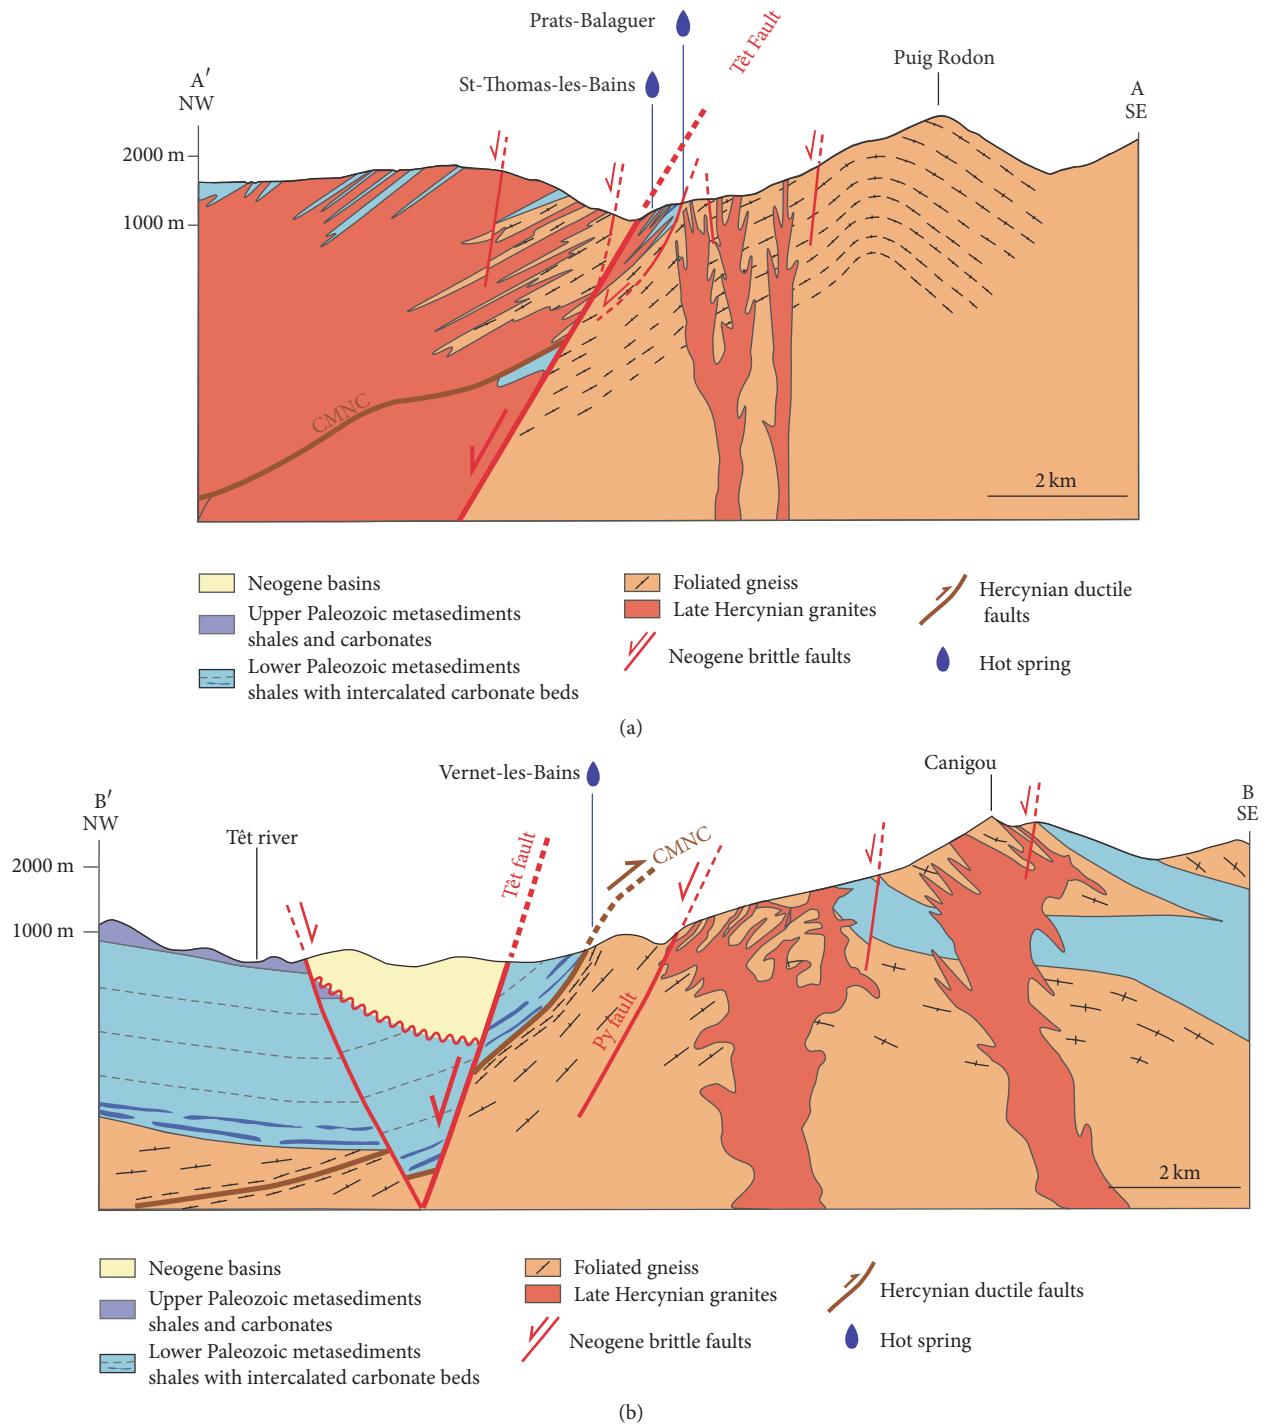 Prats-Balaguer
Têt Fault
Puig Rodon
St-Thomas-les-Bains
A′
NW
A
SE
2000 m
1000 m
CMNC
2 km
Neogene basins
Upper Paleozoic metasediments
shales and carbonates
Lower Paleozoic metasediments
shales with intercalated carbonate beds
Foliated gneiss
Late Hercynian granites
Neogene brittle faults
Hercynian ductile
faults
Hot spring
(a)
Canigou
Vernet-les-Bains
B′
NW
B
SE
Têt river
Têt fault
CMNC
2000 m
1000 m
Py fault
2 km
Neogene basins
Upper Paleozoic metasediments
shales and carbonates
Lower Paleozoic metasediments
shales with intercalated carbonate beds
Foliated gneiss
Late Hercynian granites
Neogene brittle faults
Hercynian ductile faults
Hot spring
(b)